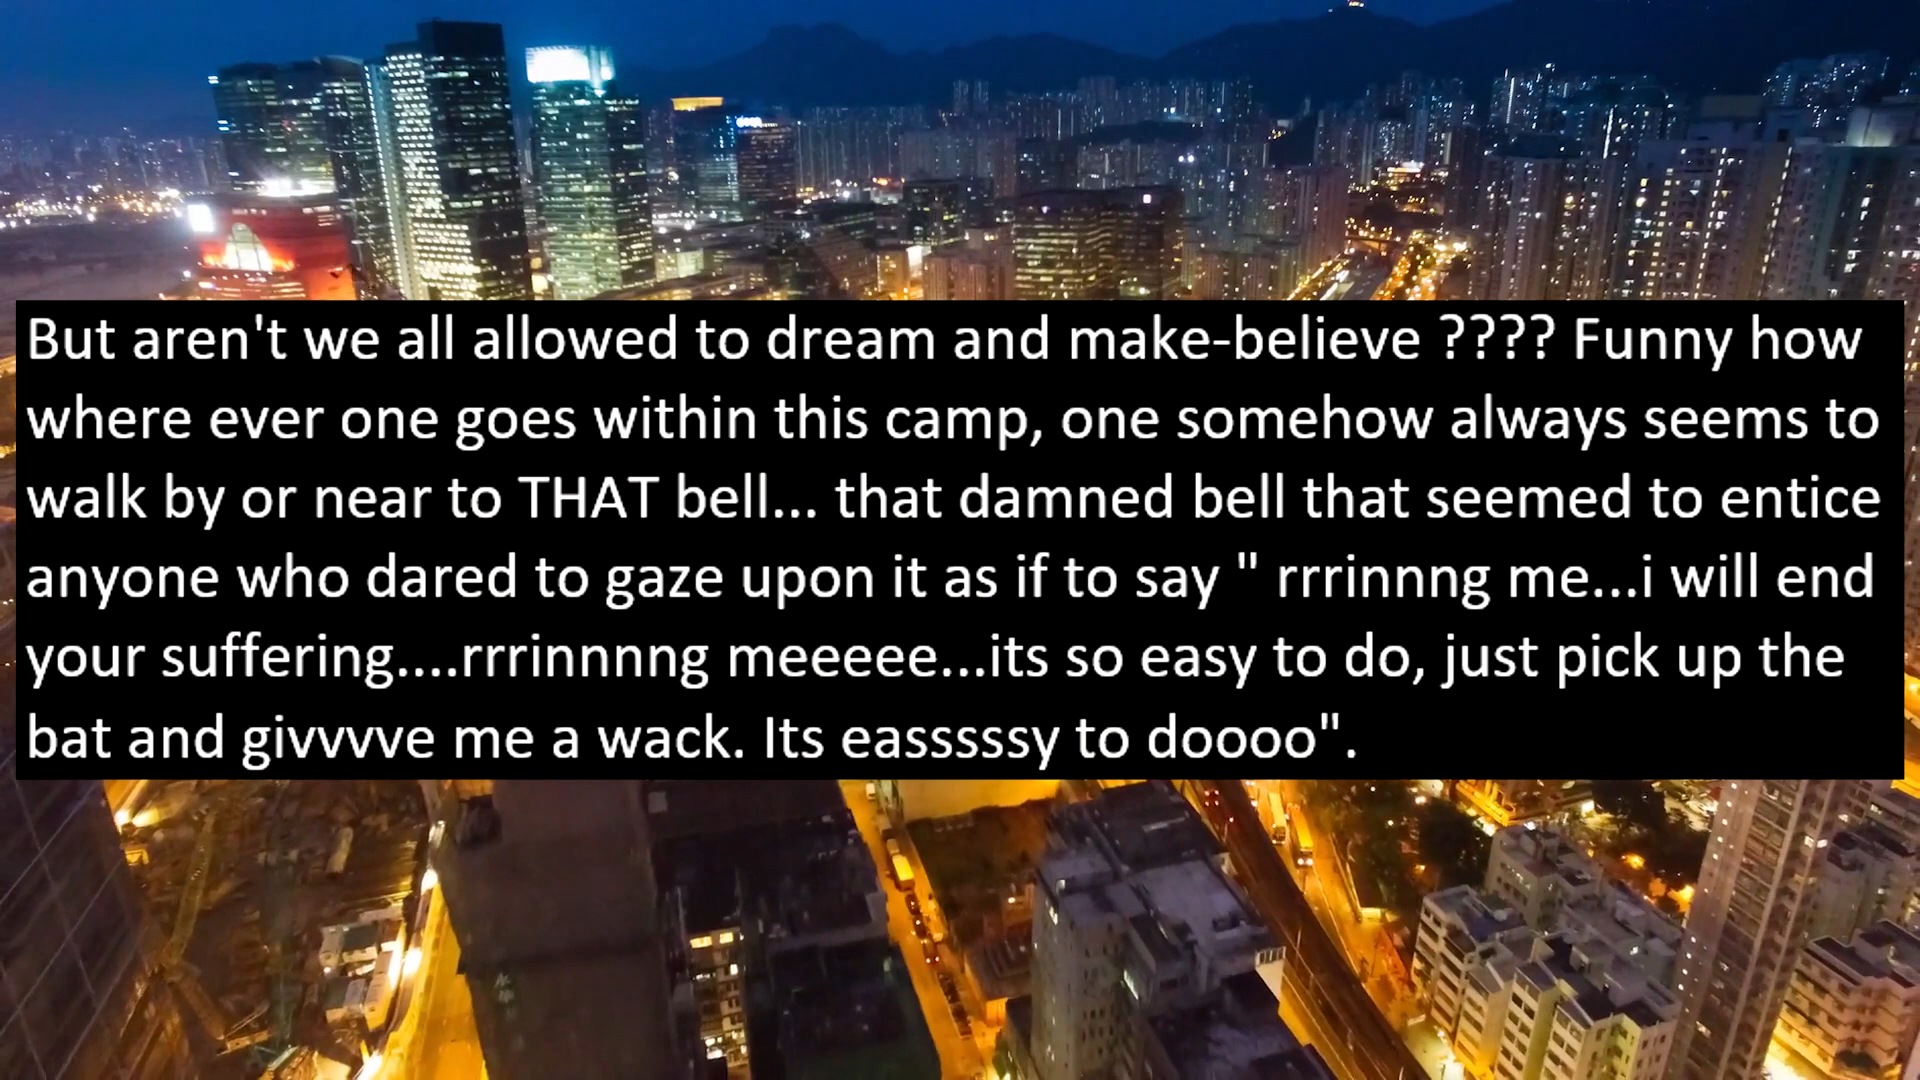 But aren't we all allowed to dream and make-believe ???? Funny how
where ever one goes within this camp, one somehow always seems to
walk by or near to THAT bell... that damned bell that seemed to entice
anyone who dared to gaze upon it as if to say " rrrinnng me...i will end
your suffering....rrrinnnng meeeee...its so easy to do, just pick up the
bat and givvvve me a wack. Its easssssy to doooo".